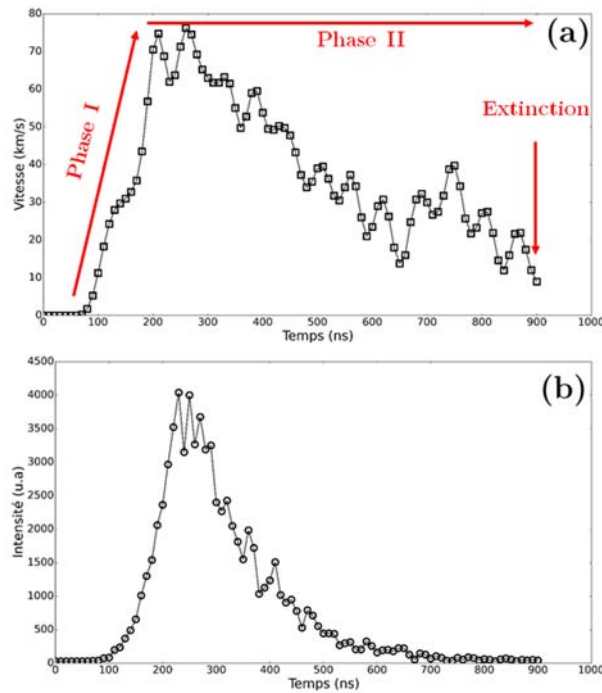 80
70
60
50
40
30
20
10
0
Vitesse (km/s)
Phase I
Phase II
(a)
Extinction
100 200 300 400 500 600 700 800 900 1000
Temps (ns)
4500
4000
3500
3000
2500
2000
1500
1000
500
0
Intensité (u.a)
(b)
0 100 200 300 400 500 600 700 800 900 1000
Temps (ns)